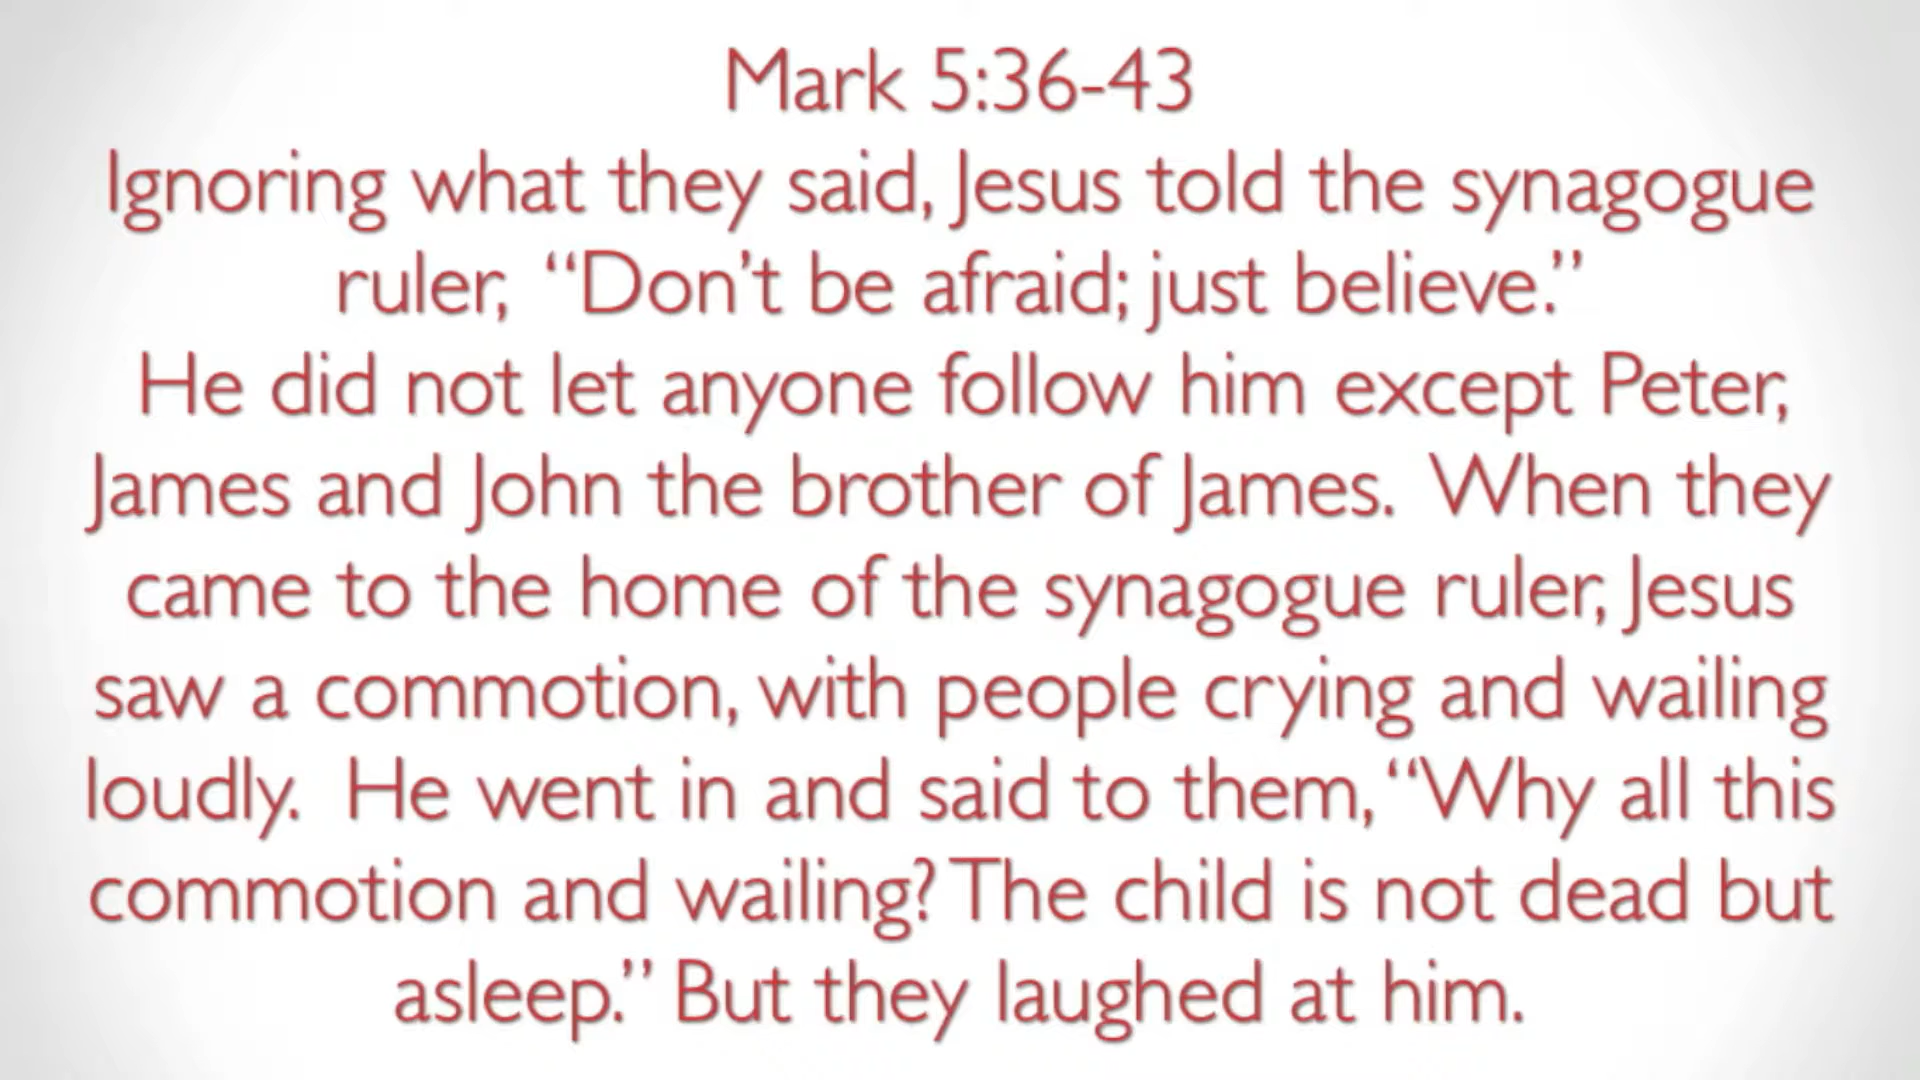 Mark 5:36-43
Ignoring what they said, Jesus told the synagogue
ruler,  “Don’t be afraid; just believe.”
He did not let anyone follow him except Peter,
James and John the brother of James.  When they
came to the home of the synagogue ruler, Jesus
saw a commotion, with people crying and wailing
loudly.  He went in and said to them, “Why all this
commotion and wailing? The child is not dead but
asleep.” But they laughed at him.